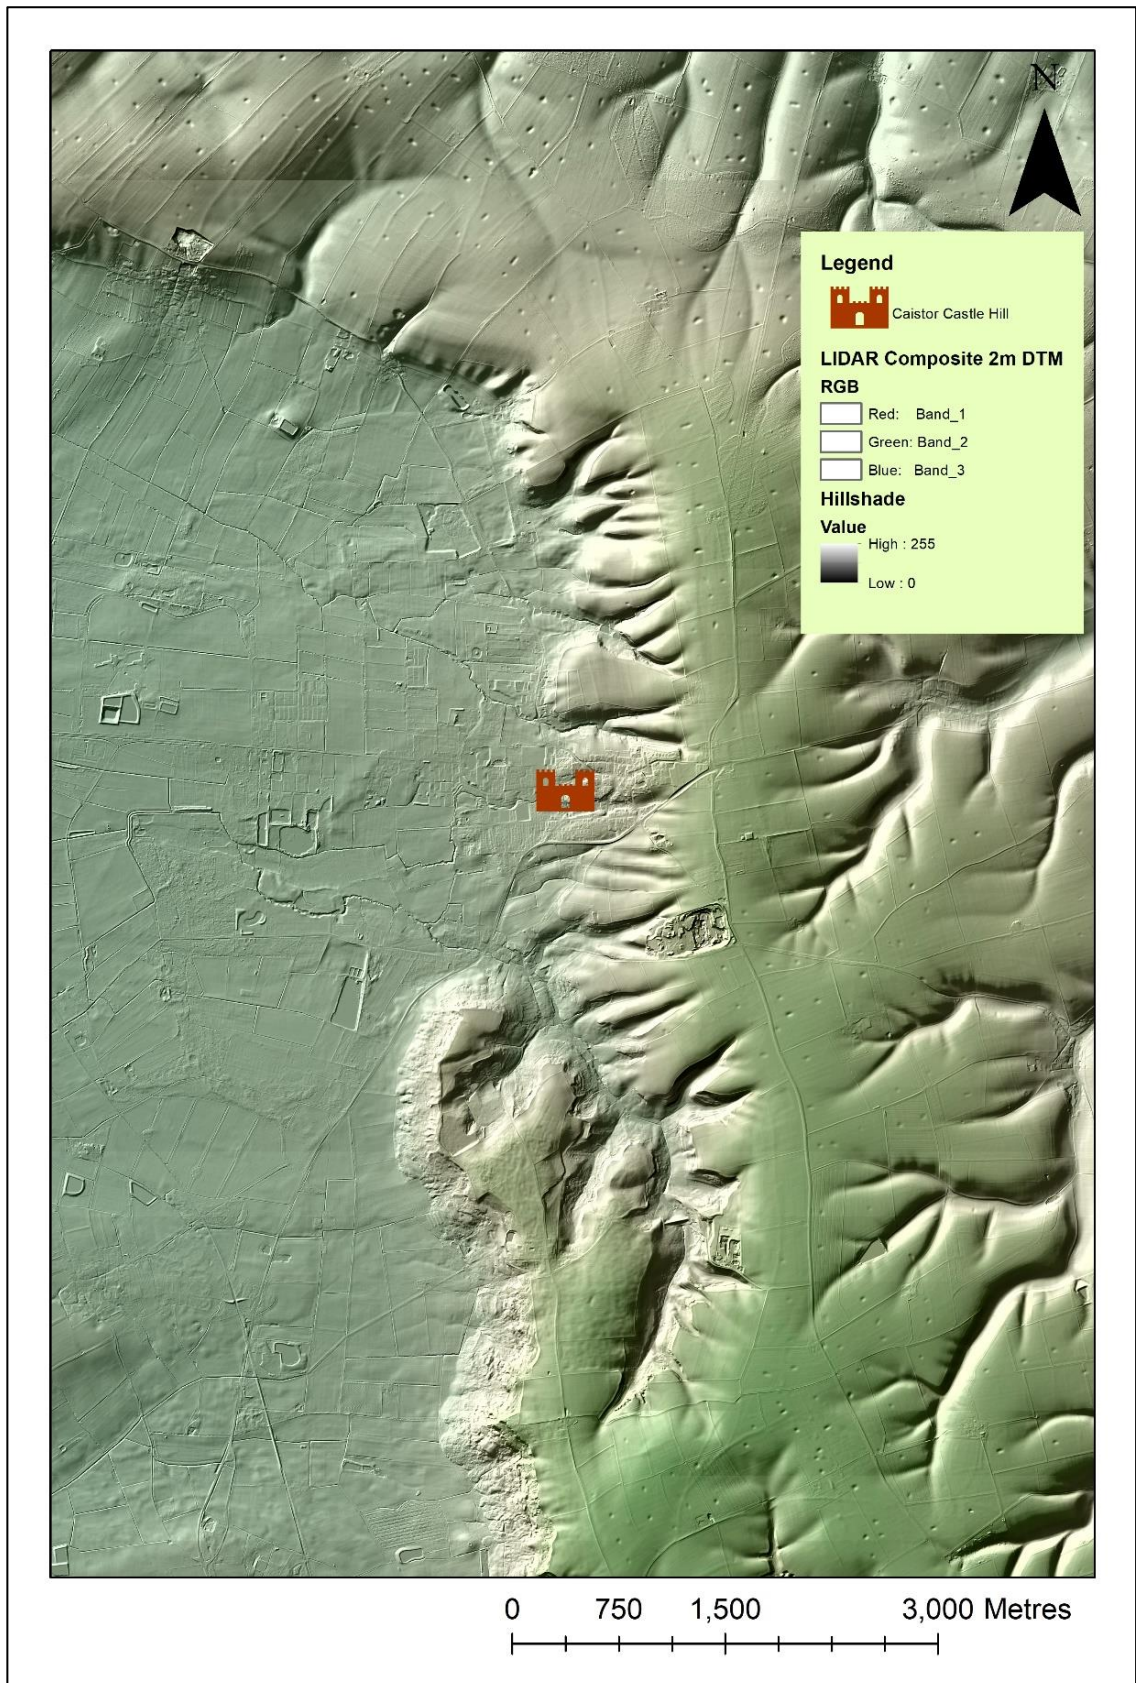 N
Legend
Caistor Castle Hill
LIDAR Composite 2m DTM
RGB
Red: Band_1
Green: Band_2
Blue: Band_3
Hillshade
Value
High : 255
Low : 0
0 750 1,500 3,000 Metres